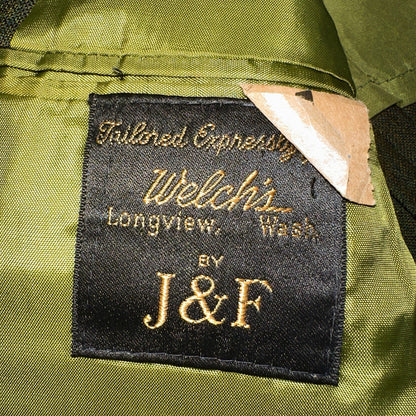 Tailored Expressly
Welch's
Longview, Wash.
BY
J&F